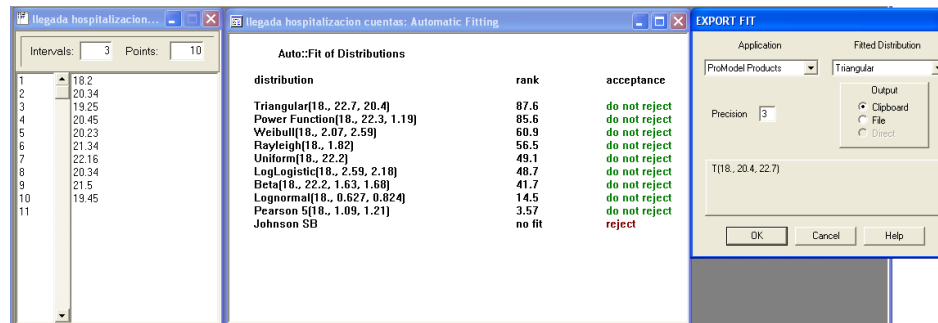 llegada hospitalizacion...
Intervals: 3 Points: 10
1 18.2
2 20.34
3 19.25
4 20.45
5 20.23
6 21.34
7 22.16
8 20.34
9 21.5
10 19.45
11
llegada hospitalizacion cuentas: Automatic Fitting
Auto::Fit of Distributions
distribution rank acceptance
Triangular(18., 22.7, 20.4) 87.6 do not reject
Power Function(18., 22.3, 1.19) 85.6 do not reject
Weibull(18., 2.07, 2.59) 60.9 do not reject
Rayleigh(18., 1.82) 56.5 do not reject
Uniform(18., 22.2) 49.1 do not reject
LogLogistic(18., 2.59, 2.18) 48.7 do not reject
Beta(18., 22.2, 1.63, 1.68) 41.7 do not reject
Lognormal(18., 0.627, 0.824) 14.5 do not reject
Pearson 5(18., 1.09, 1.21) 3.57 do not reject
Johnson SB no fit reject
EXPORT FIT
Application Fitted Distribution
ProModel Products Triangular
Output
Precision 3
Clipboard
File
Direct
T(18., 20.4, 22.7)
OK Cancel Help